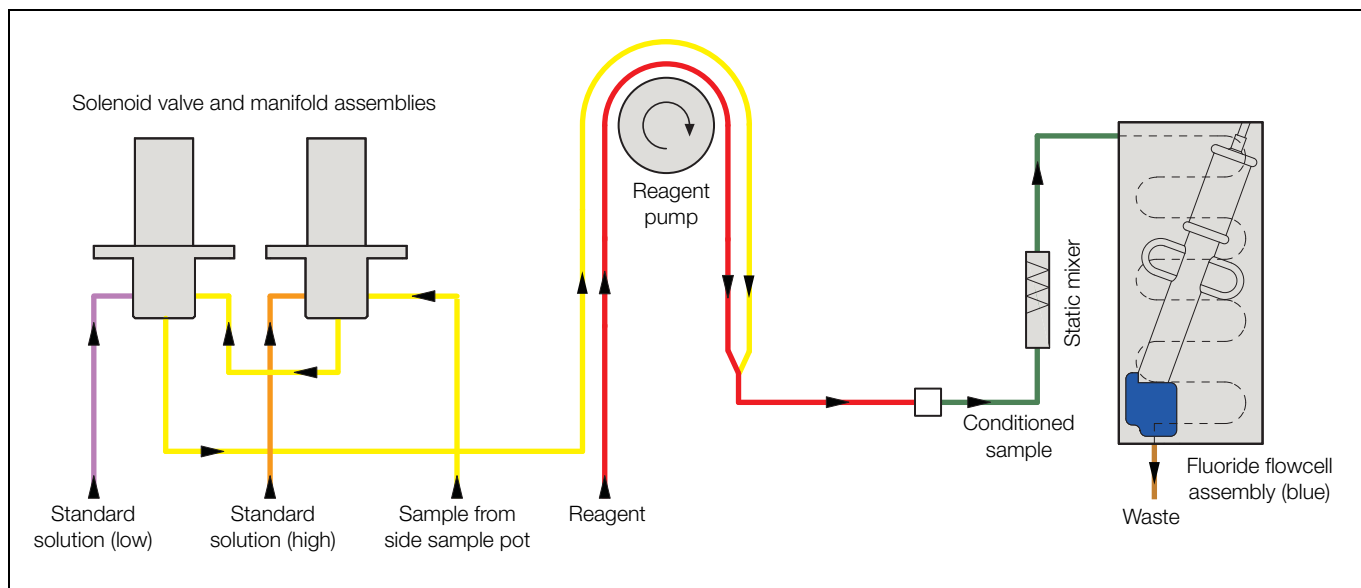 Solenoid valve and manifold assemblies
Reagent
pump
Static mixer
Conditioned
sample
Fluoride flowcell
assembly (blue)
Waste
Standard
solution (low)
Standard
solution (high)
Sample from
side sample pot
Reagent